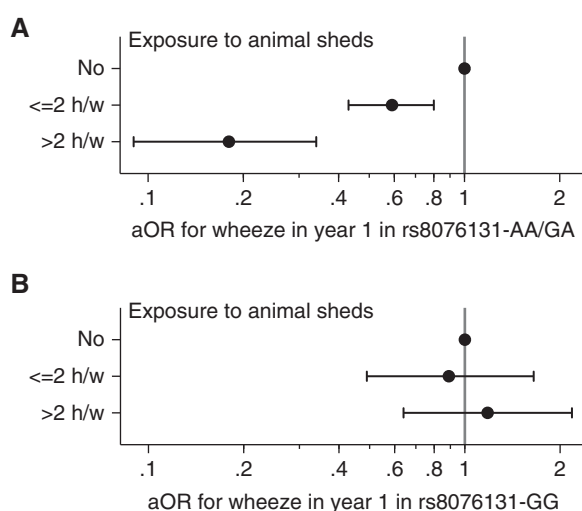 A
Exposure to animal sheds
No
<=2 h/w
>2 h/w
.1 .2 .4 .6 .8 1 2
aOR for wheeze in year 1 in rs8076131-AA/GA
B
Exposure to animal sheds
No
<=2 h/w
>2 h/w
.1 .2 .4 .6 .8 1 2
aOR for wheeze in year 1 in rs8076131-GG